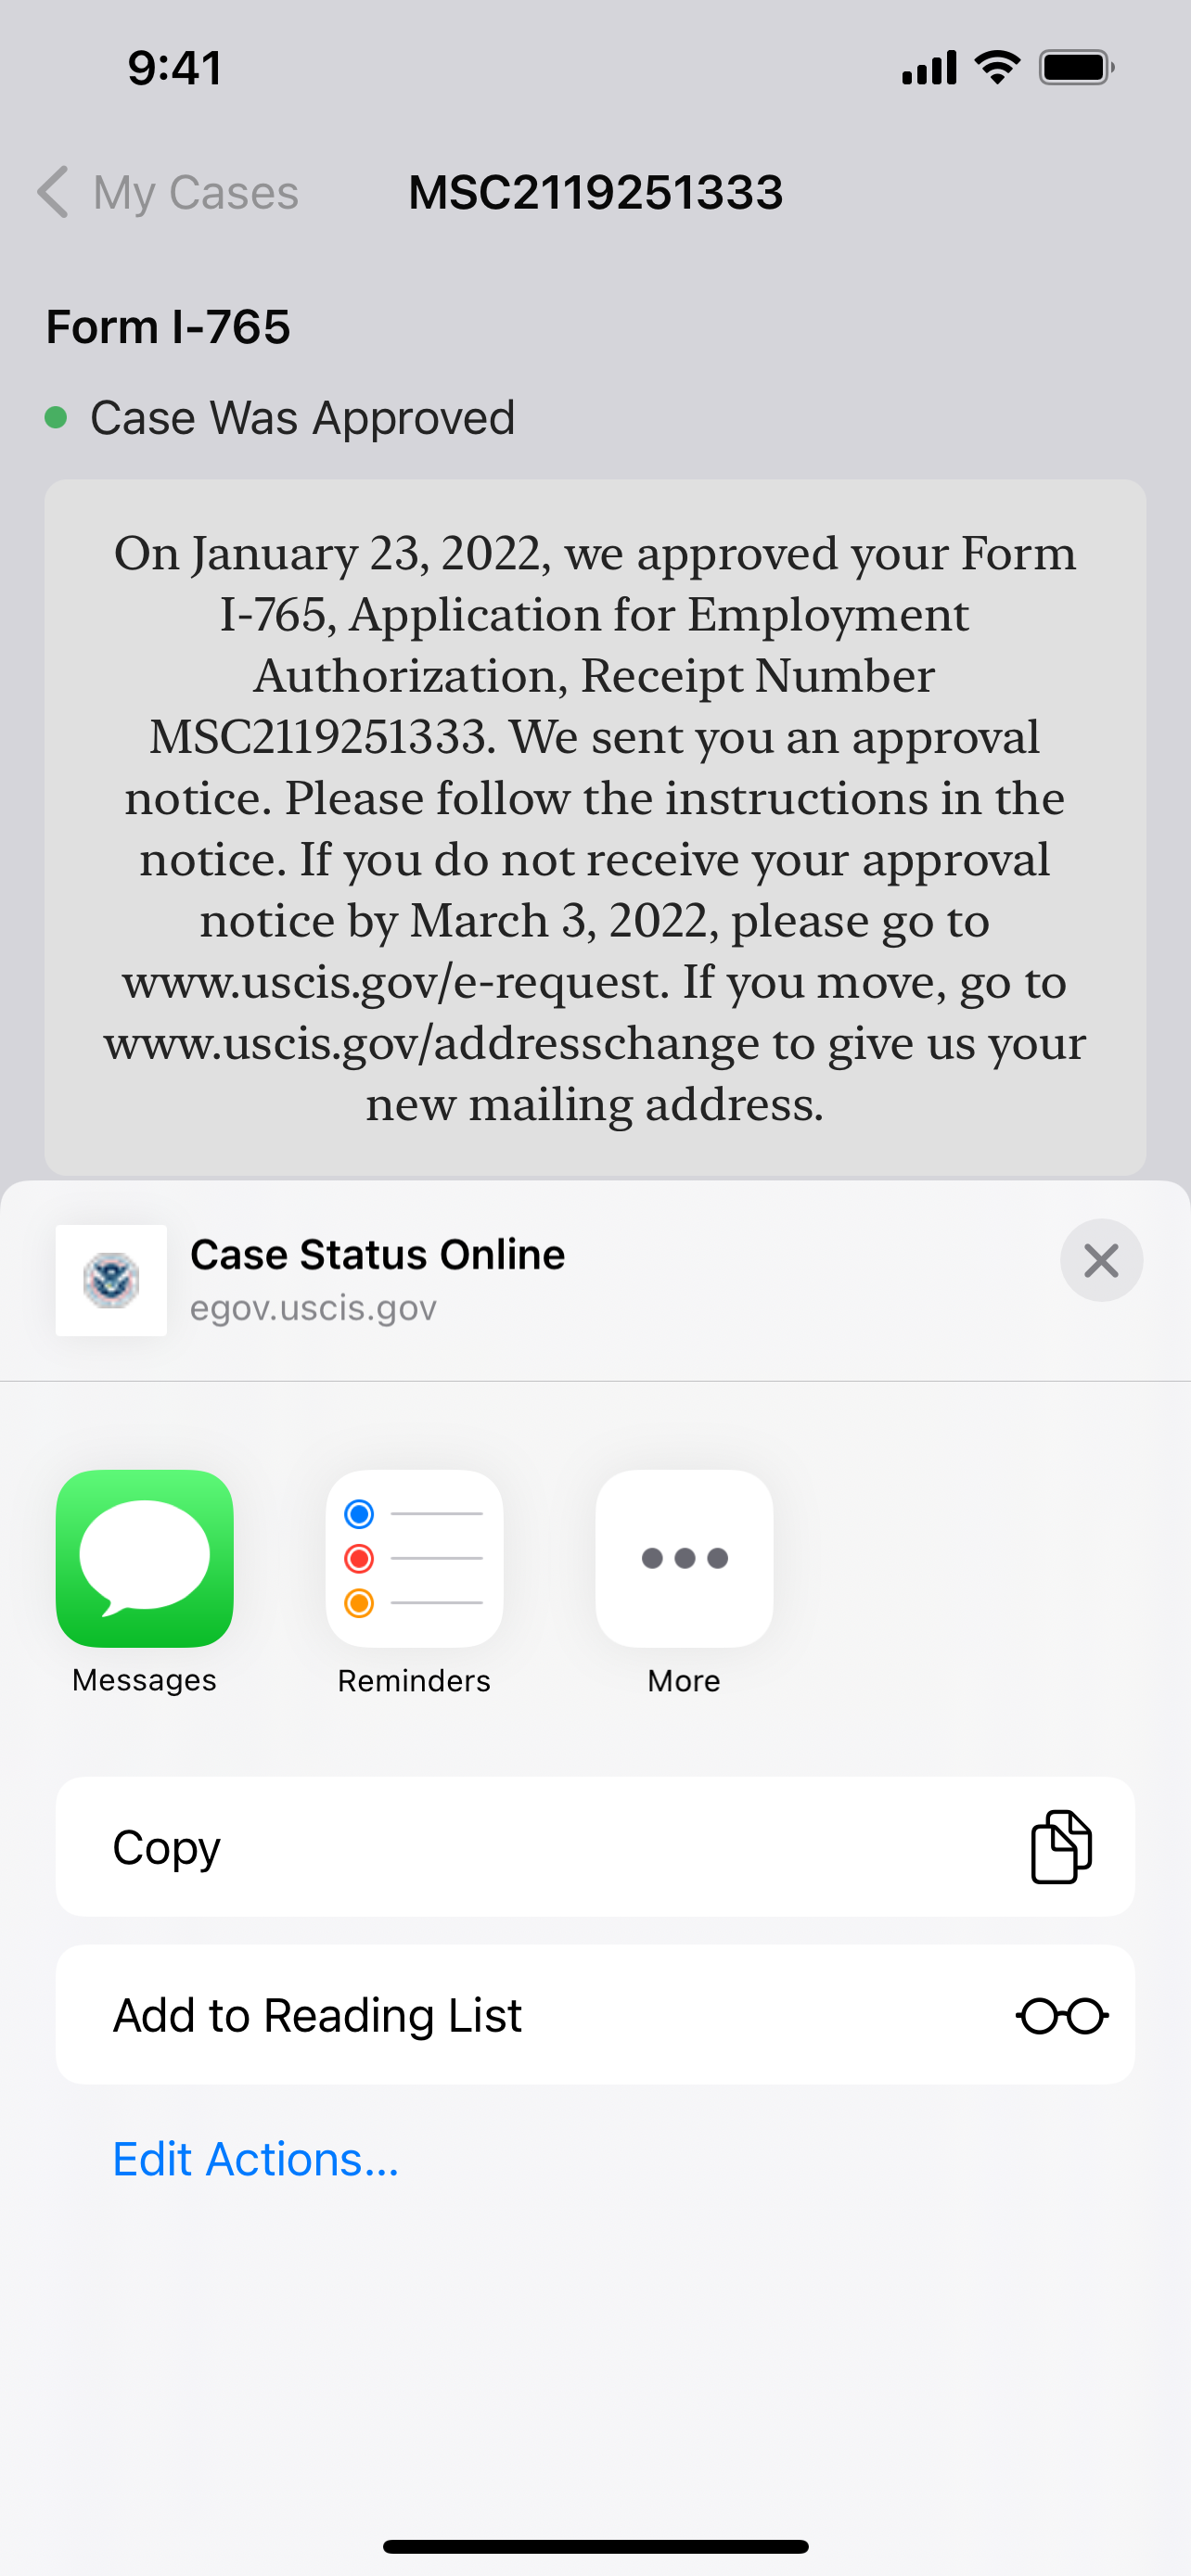 9:41
My Cases
MSC2119251333
Form I-765
Case Was Approved
On January 23, 2022, we approved your Form
I-765, Application for Employment
Authorization, Receipt Number
MSC2119251333. We sent you an approval
notice. Please follow the instructions in the
notice. If you do not receive your approval
notice by March 3, 2022, please go to
www.uscis.gov/e-request. If you move, go to
www.uscis.gov/addresschange to give us your
new mailing address.
Case Status Online
egov.uscis.gov
Messages
Reminders
More
Copy
Add to Reading List
Edit Actions...